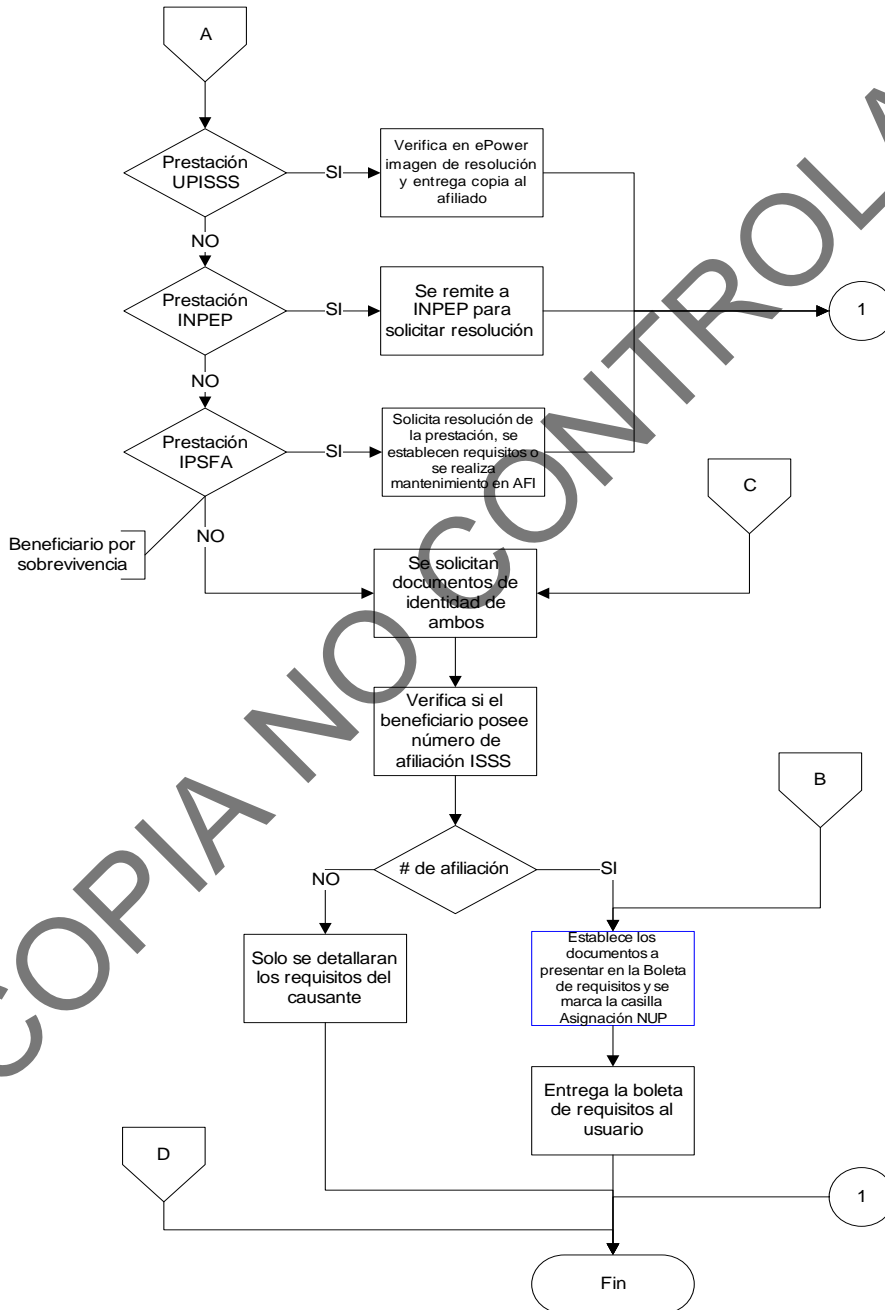 A
Prestación
UPISSS
SI
Verifica en ePower
imagen de resolución
y entrega copia al
afiliado
NO
Prestación
INPEP
SI
Se remite a
INPEP para
solicitar resolución
1
NO
Prestación
IPSFA
SI
Solicita resolución de
la prestación, se
establecen requisitos o
se realiza
mantenimiento en AFI
C
Beneficiario por
sobrevivencia
NO
Se solicitan
documentos de
identidad de
ambos
Verifica si el
beneficiario posee
número de
afiliación ISSS
B
# de afiliación
NO
SI
Solo se detallaran
los requisitos del
causante
Establece los
documentos a
presentar en la Boleta
de requisitos y se
marca la casilla
Asignación NUP
Entrega la boleta
de requisitos al
usuario
D
1
Fin
COPIA NO CONTROLA